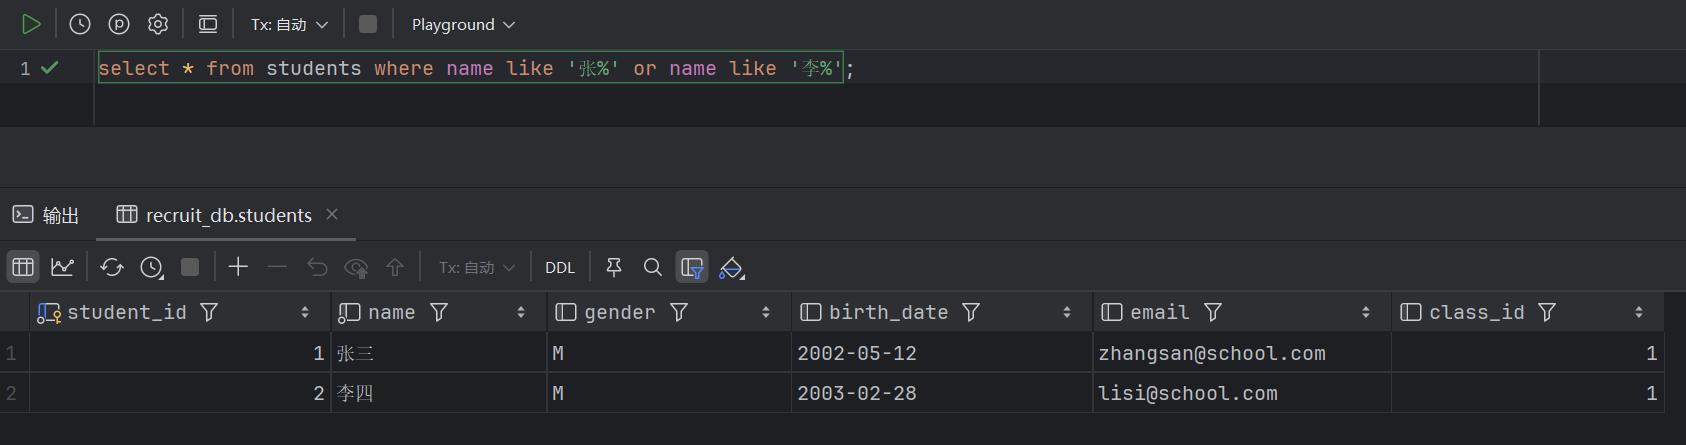 Tx: 自动 Playground
1 select * from students where name like '张%' or name like '李%';
输出 recruit_db.students
Tx: 自动 DDL
student_id name gender birth_date email class_id
1 1 张三 M 2002-05-12 zhangsan@school.com 1
2 2 李四 M 2003-02-28 lisi@school.com 1